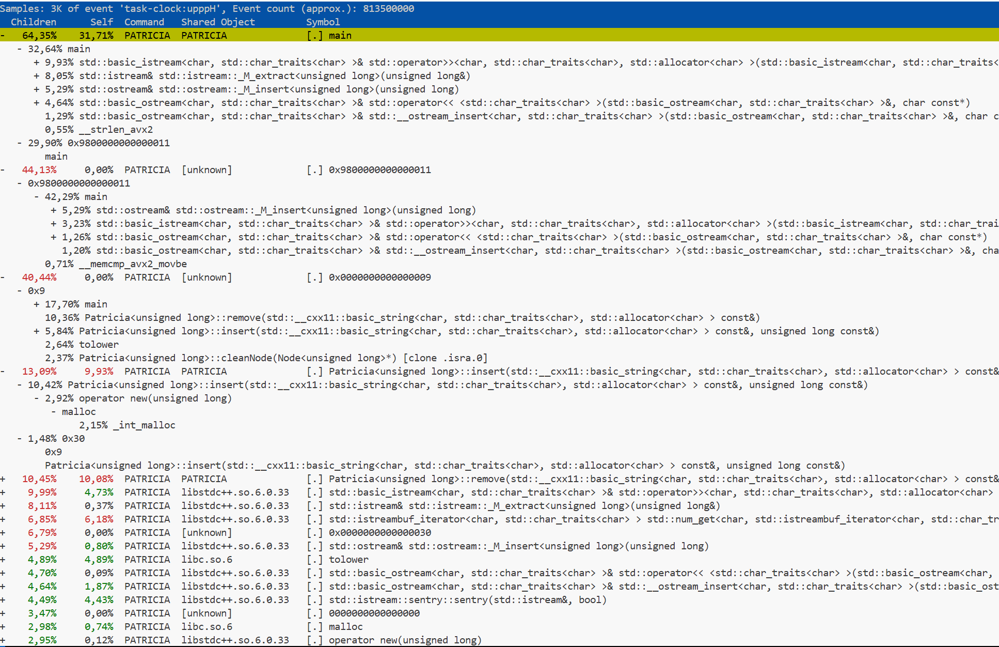 Samples: 3K of event 'task-clock:upppH', Event count (approx.): 813500000
Children Self Command Shared Object Symbol
- 64,35% 31,71% PATRICIA PATRICIA [.] main
- 32,64% main
+ 9,93% std::basic_istream<char, std::char_traits<char> >& std::operator>><char, std::char_traits<char>, std::allocator<char> >(std::basic_istream<char, std::char_traits<
+ 8,05% std::istream& std::istream::_M_extract<unsigned long>(unsigned long&)
+ 5,29% std::ostream& std::ostream::_M_insert<unsigned long>(unsigned long)
+ 4,64% std::basic_ostream<char, std::char_traits<char> >& std::operator<< <std::char_traits<char> >(std::basic_ostream<char, std::char_traits<char> >&, char const*)
1,29% std::basic_ostream<char, std::char_traits<char> >& std::__ostream_insert<char, std::char_traits<char> >(std::basic_ostream<char, std::char_traits<char> >&, char c
0,55% __strlen_avx2
- 29,90% 0x9800000000000011
main
- 44,13% 0,00% PATRICIA [unknown] [.] 0x9800000000000011
- 0x9800000000000011
- 42,29% main
+ 5,29% std::ostream& std::ostream::_M_insert<unsigned long>(unsigned long)
+ 3,23% std::basic_istream<char, std::char_traits<char> >& std::operator>><char, std::char_traits<char>, std::allocator<char> >(std::basic_istream<char, std::char_trai
+ 1,26% std::basic_ostream<char, std::char_traits<char> >& std::operator<< <std::char_traits<char> >(std::basic_ostream<char, std::char_traits<char> >&, char const*)
1,20% std::basic_ostream<char, std::char_traits<char> >& std::__ostream_insert<char, std::char_traits<char> >(std::basic_ostream<char, std::char_traits<char> >&, cha
0,71% __memcmp_avx2_movbe
- 40,44% 0,00% PATRICIA [unknown] [.] 0x0000000000000009
- 0x9
+ 17,70% main
10,36% Patricia<unsigned long>::remove(std::__cxx11::basic_string<char, std::char_traits<char>, std::allocator<char> > const&)
+ 5,84% Patricia<unsigned long>::insert(std::__cxx11::basic_string<char, std::char_traits<char>, std::allocator<char> > const&, unsigned long const&)
2,64% tolower
2,37% Patricia<unsigned long>::cleanNode(Node<unsigned long>*) [clone .isra.0]
- 13,09% 9,93% PATRICIA PATRICIA [.] Patricia<unsigned long>::insert(std::__cxx11::basic_string<char, std::char_traits<char>, std::allocator<char> > const&
- 10,42% Patricia<unsigned long>::insert(std::__cxx11::basic_string<char, std::char_traits<char>, std::allocator<char> > const&, unsigned long const&)
- 2,92% operator new(unsigned long)
- malloc
2,15% _int_malloc
- 1,48% 0x30
0x9
Patricia<unsigned long>::insert(std::__cxx11::basic_string<char, std::char_traits<char>, std::allocator<char> > const&, unsigned long const&)
+ 10,45% 10,08% PATRICIA PATRICIA [.] Patricia<unsigned long>::remove(std::__cxx11::basic_string<char, std::char_traits<char>, std::allocator<char> > const&
+ 9,99% 4,73% PATRICIA libstdc++.so.6.0.33 [.] std::basic_istream<char, std::char_traits<char> >& std::operator>><char, std::char_traits<char>, std::allocator<char>
+ 8,11% 0,37% PATRICIA libstdc++.so.6.0.33 [.] std::istream& std::istream::_M_extract<unsigned long>(unsigned long&)
+ 6,85% 6,18% PATRICIA libstdc++.so.6.0.33 [.] std::istreambuf_iterator<char, std::char_traits<char> > std::num_get<char, std::istreambuf_iterator<char, std::char_tr
+ 6,79% 0,00% PATRICIA [unknown] [.] 0x0000000000000030
+ 5,29% 0,80% PATRICIA libstdc++.so.6.0.33 [.] std::ostream& std::ostream::_M_insert<unsigned long>(unsigned long)
+ 4,89% 4,89% PATRICIA libc.so.6 [.] tolower
+ 4,70% 0,09% PATRICIA libstdc++.so.6.0.33 [.] std::basic_ostream<char, std::char_traits<char> >& std::operator<< <std::char_traits<char> >(std::basic_ostream<char,
+ 4,64% 1,87% PATRICIA libstdc++.so.6.0.33 [.] std::basic_ostream<char, std::char_traits<char> >& std::__ostream_insert<char, std::char_traits<char> >(std::basic_ost
+ 4,49% 4,43% PATRICIA libstdc++.so.6.0.33 [.] std::istream::sentry::sentry(std::istream&, bool)
+ 3,47% 0,00% PATRICIA [unknown] [.] 0000000000000000
+ 2,98% 0,74% PATRICIA libc.so.6 [.] malloc
+ 2,95% 0,12% PATRICIA libstdc++.so.6.0.33 [.] operator new(unsigned long)